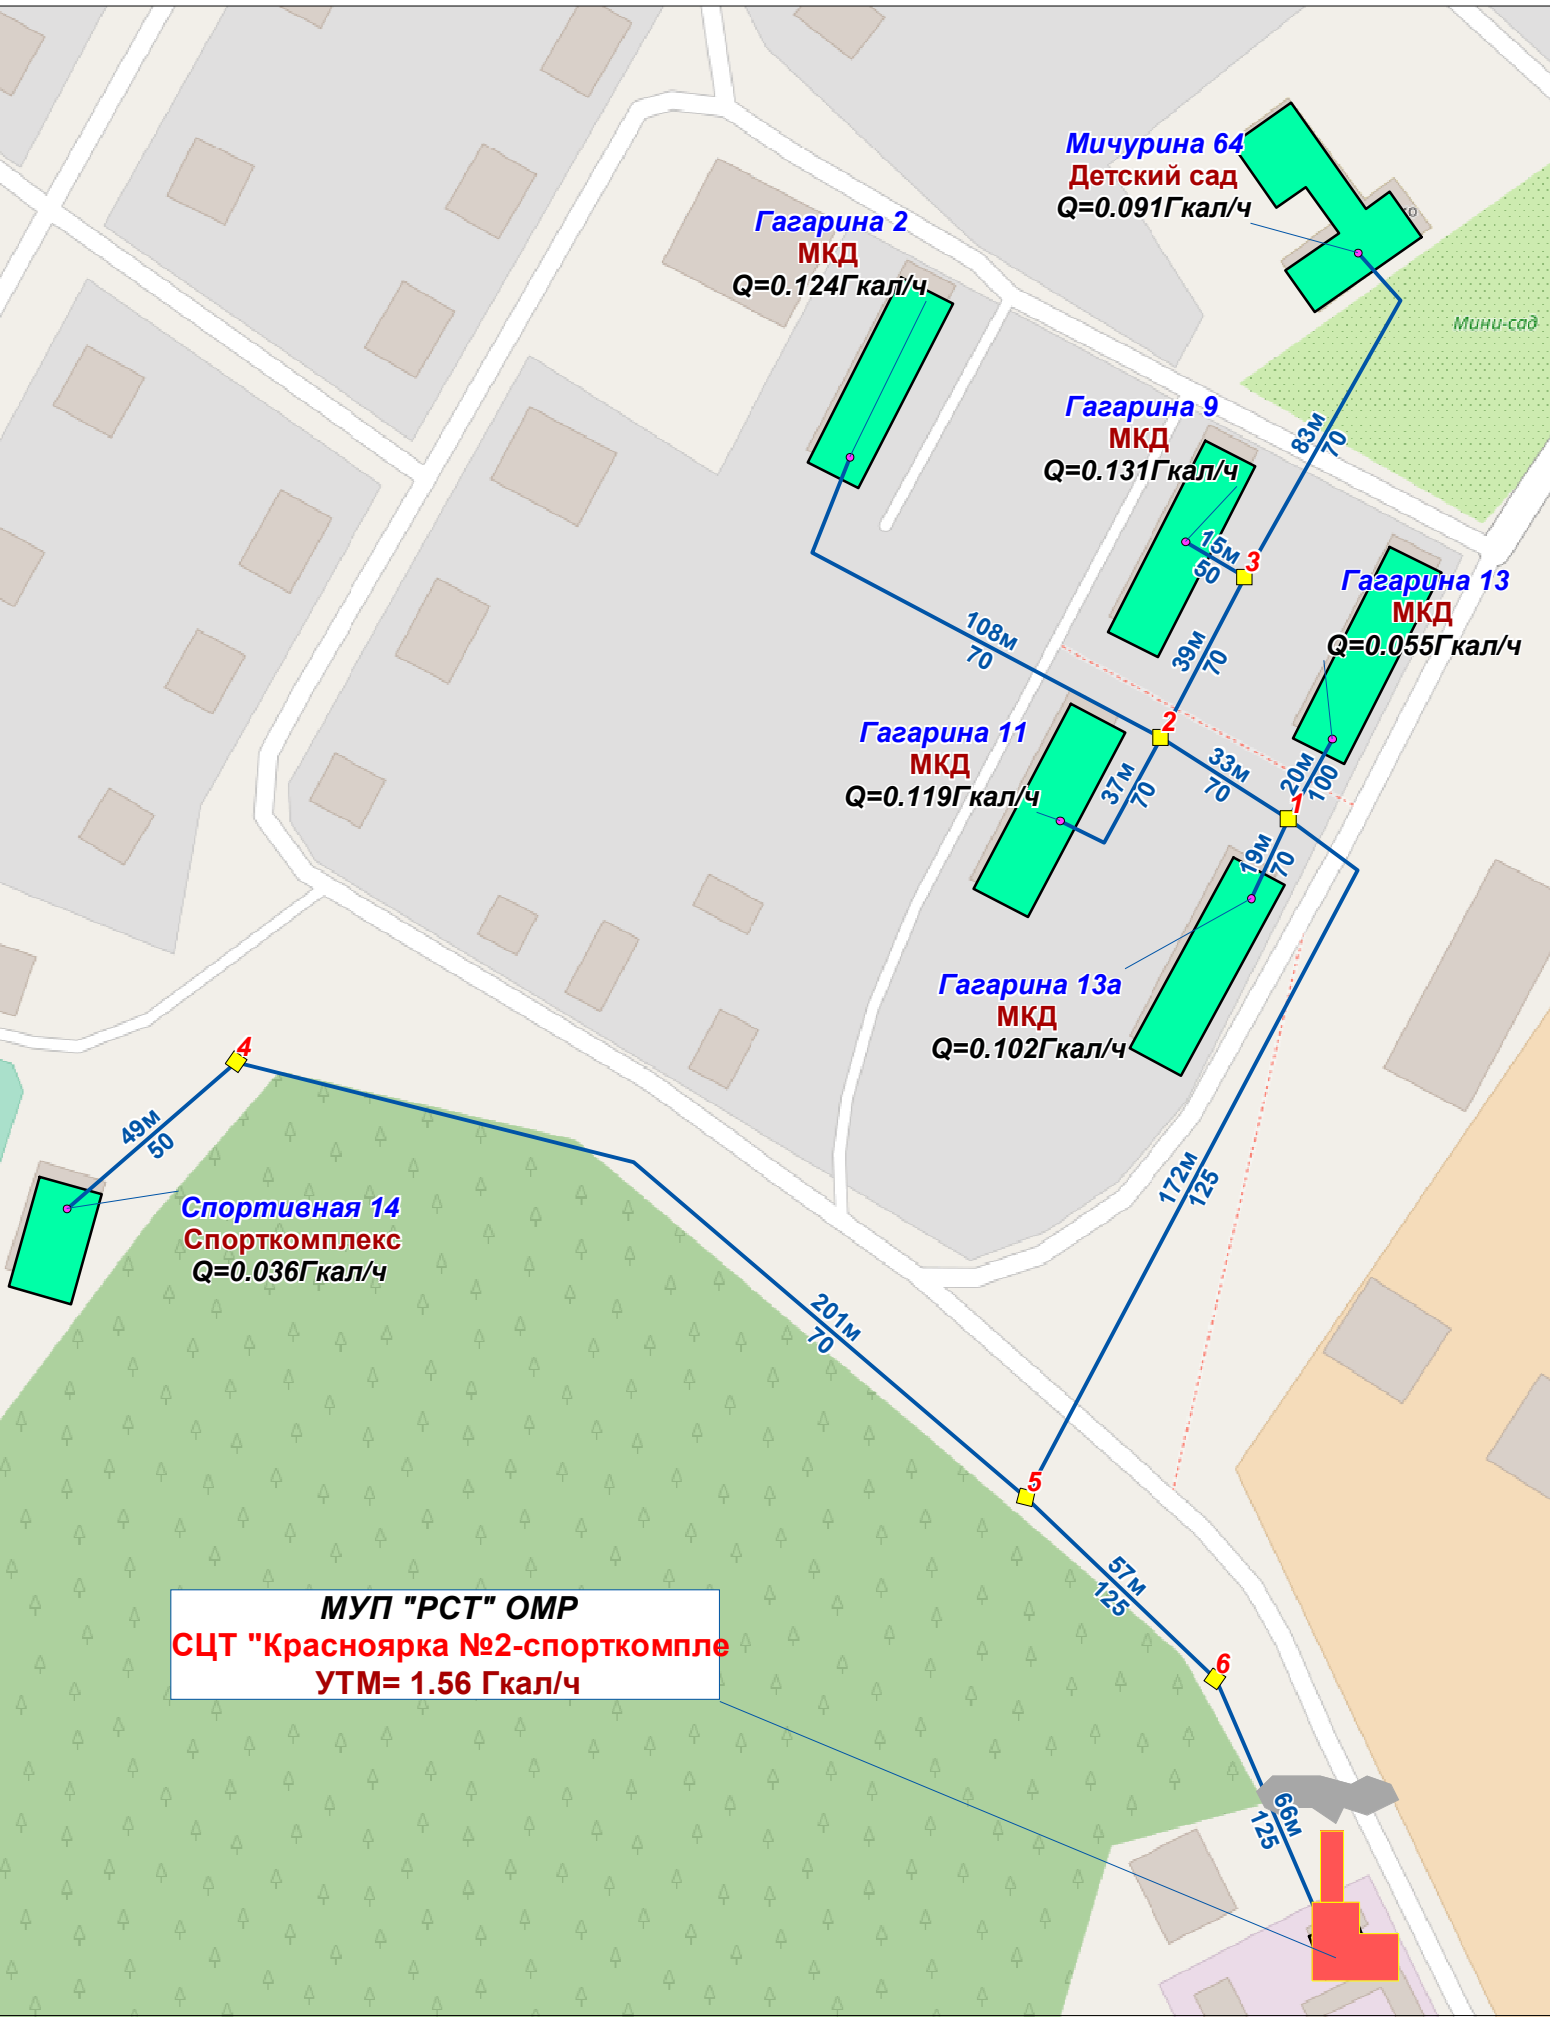 Мичурина 64
Детский сад
Q=0.091Гкал/ч
Гагарина 2
МКД
Q=0.124Гкал/ч
Мини-сад
Гагарина 9
МКД
Q=0.131Гкал/ч
83м
70
15м
50
3
Гагарина 13
МКД
Q=0.055Гкал/ч
108м
70
39м
70
2
Гагарина 11
МКД
Q=0.119Гкал/ч
33м
70
37м
70
20м
100
1
19м
70
Гагарина 13а
МКД
Q=0.102Гкал/ч
4
49м
50
172м
125
Спортивная 14
Спорткомплекс
Q=0.036Гкал/ч
201м
70
5
57м
125
МУП "РСТ" ОМР
СЦТ "Красноярка №2-спорткомпле
УТМ= 1.56 Гкал/ч
6
66м
125